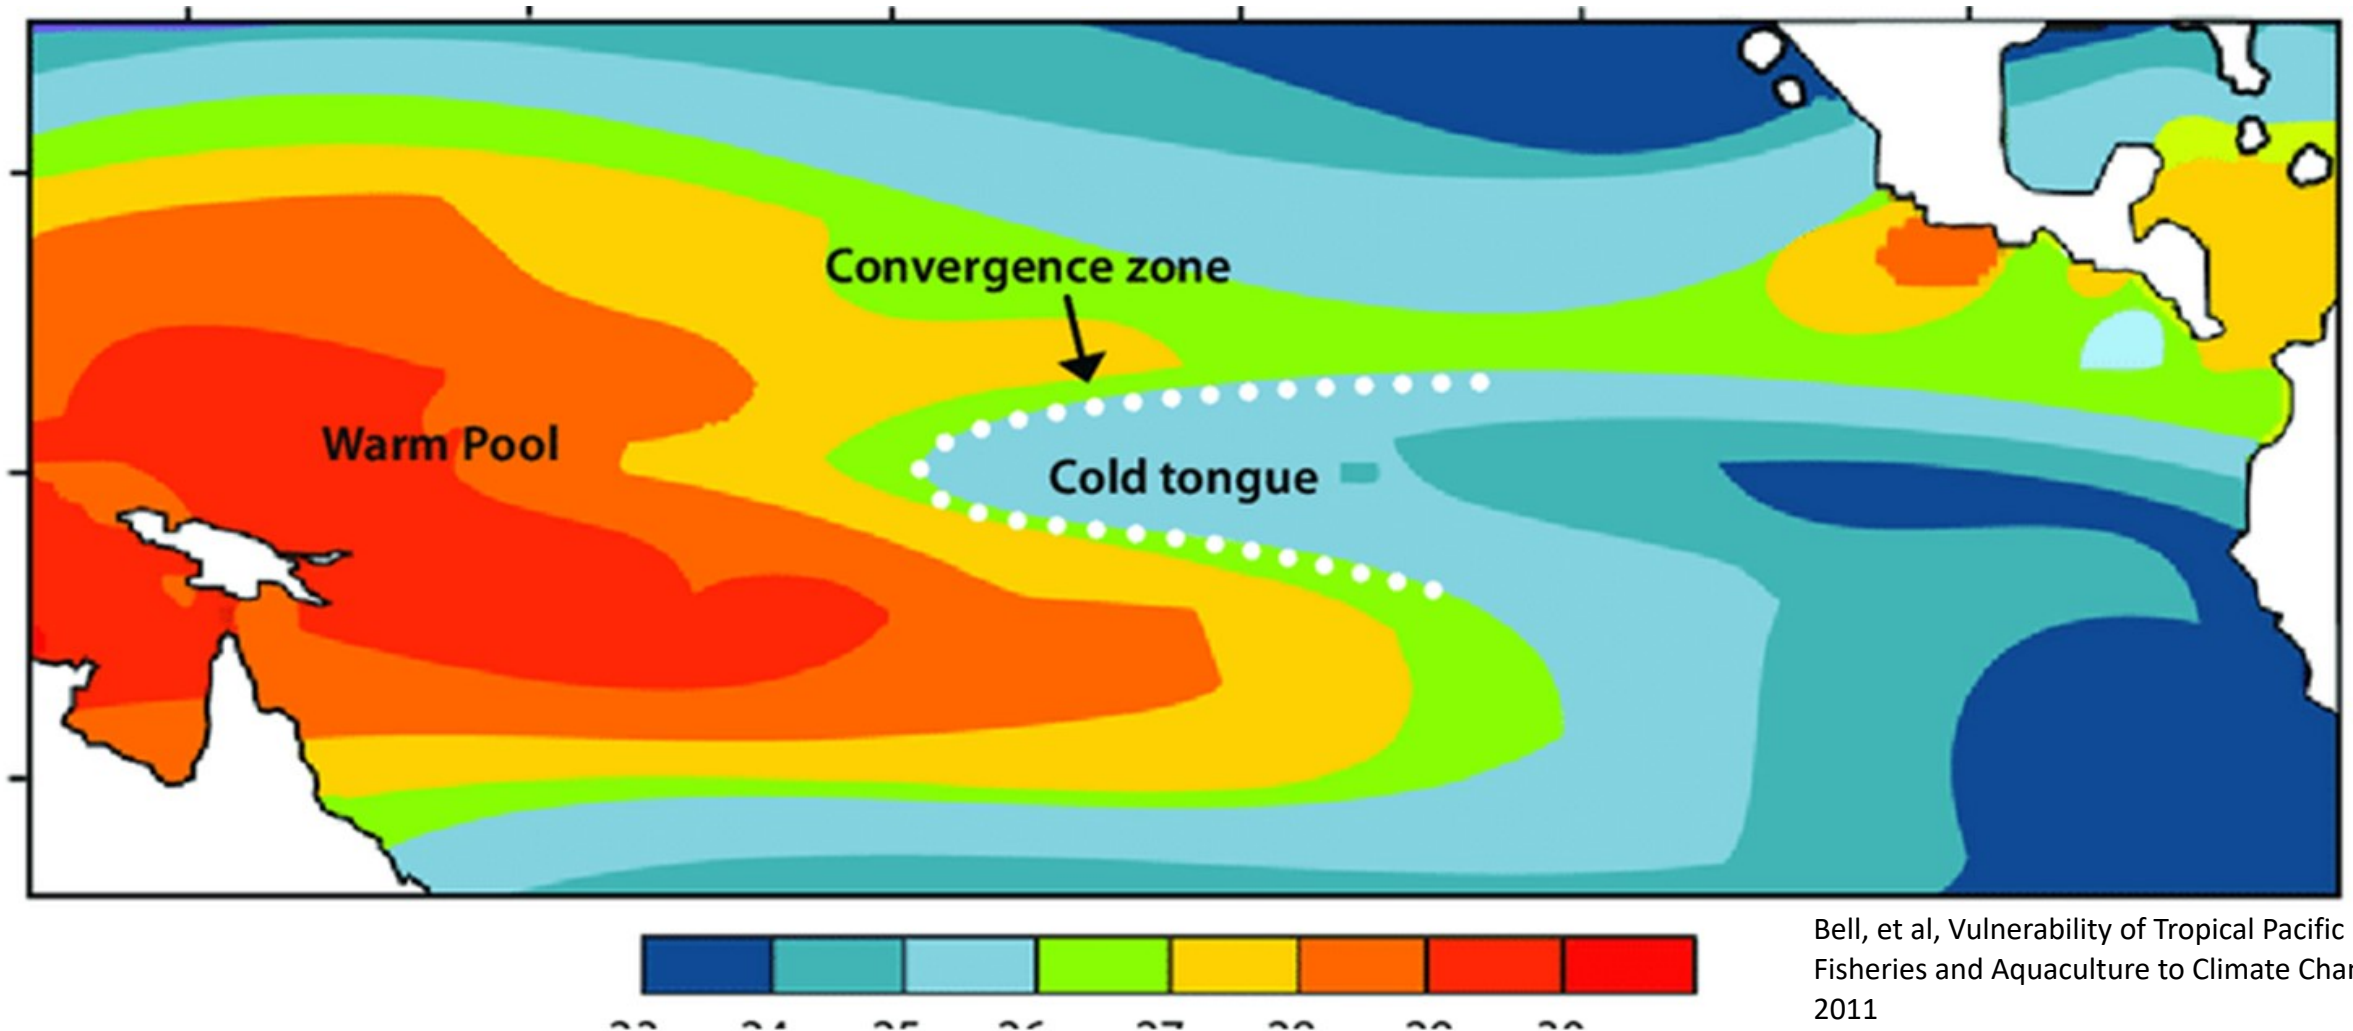 Convergence zone
Warm Pool
Cold tongue
Bell, et al, Vulnerability of Tropical Pacific
Fisheries and Aquaculture to Climate
2011